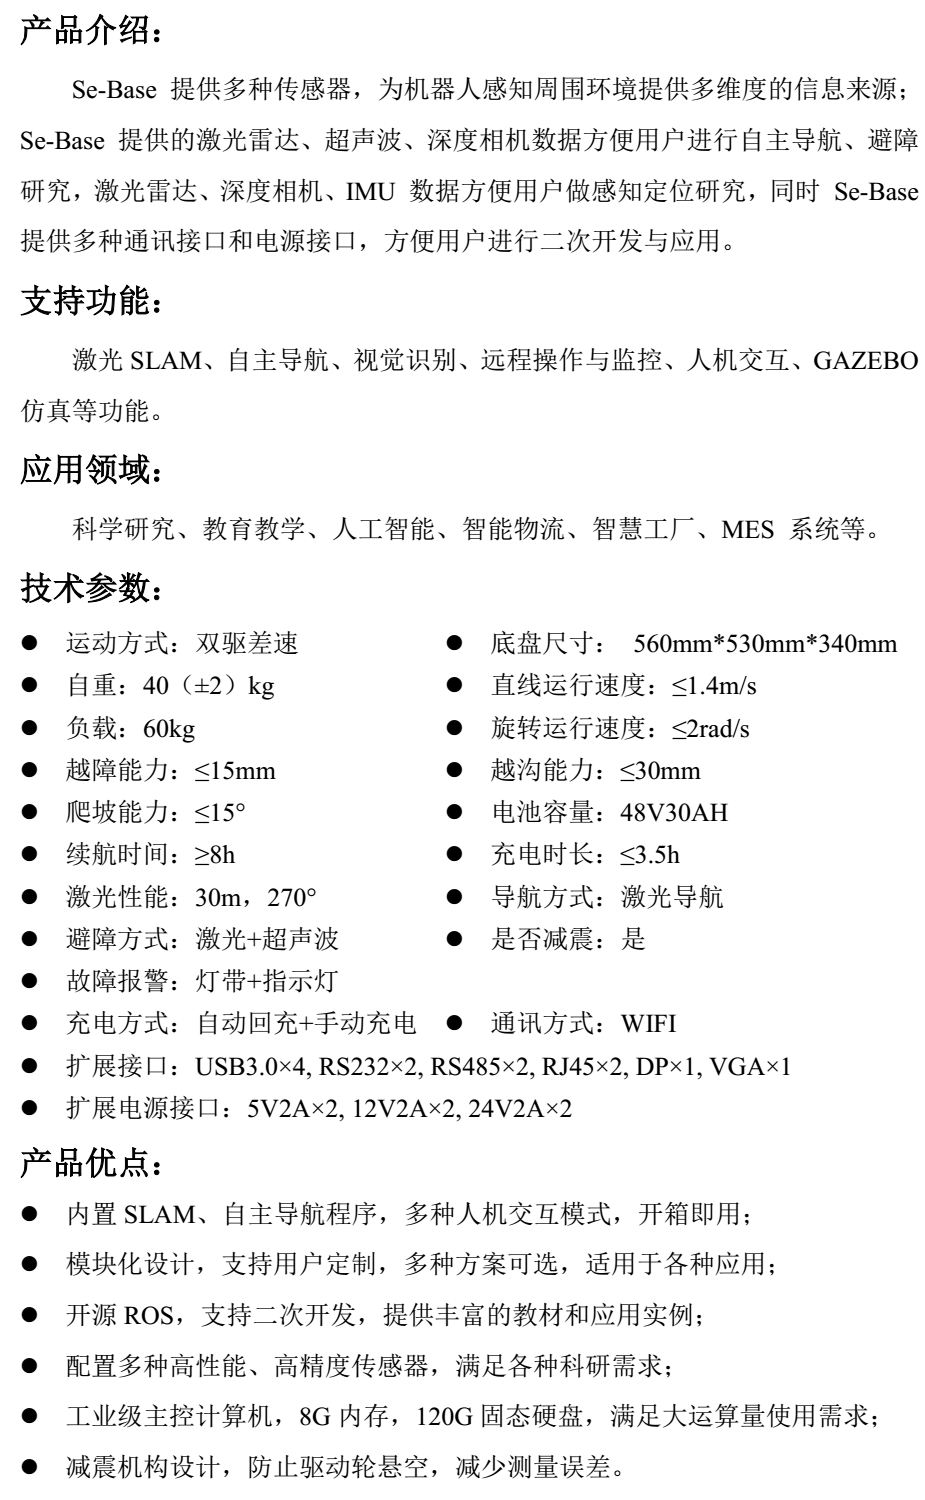 产品介绍：
Se-Base 提供多种传感器，为机器人感知周围环境提供多维度的信息来源；
Se-Base 提供的激光雷达、超声波、深度相机数据方便用户进行自主导航、避障
研究，激光雷达、深度相机、IMU 数据方便用户做感知定位研究，同时 Se-Base
提供多种通讯接口和电源接口，方便用户进行二次开发与应用。
支持功能：
激光 SLAM、自主导航、视觉识别、远程操作与监控、人机交互、GAZEBO
仿真等功能。
应用领域：
科学研究、教育教学、人工智能、智能物流、智慧工厂、MES 系统等。
技术参数：
● 运动方式：双驱差速 ● 底盘尺寸： 560mm*530mm*340mm
● 自重：40（±2）kg ● 直线运行速度：≤1.4m/s
● 负载：60kg ● 旋转运行速度：≤2rad/s
● 越障能力：≤15mm ● 越沟能力：≤30mm
● 爬坡能力：≤15° ● 电池容量：48V30AH
● 续航时间：≥8h ● 充电时长：≤3.5h
● 激光性能：30m，270° ● 导航方式：激光导航
● 避障方式：激光+超声波 ● 是否减震：是
● 故障报警：灯带+指示灯
● 充电方式：自动回充+手动充电 ● 通讯方式：WIFI
● 扩展接口：USB3.0×4, RS232×2, RS485×2, RJ45×2, DP×1, VGA×1
● 扩展电源接口：5V2A×2, 12V2A×2, 24V2A×2
产品优点：
● 内置 SLAM、自主导航程序，多种人机交互模式，开箱即用；
● 模块化设计，支持用户定制，多种方案可选，适用于各种应用；
● 开源 ROS，支持二次开发，提供丰富的教材和应用实例；
● 配置多种高性能、高精度传感器，满足各种科研需求；
● 工业级主控计算机，8G 内存，120G 固态硬盘，满足大运算量使用需求；
● 减震机构设计，防止驱动轮悬空，减少测量误差。